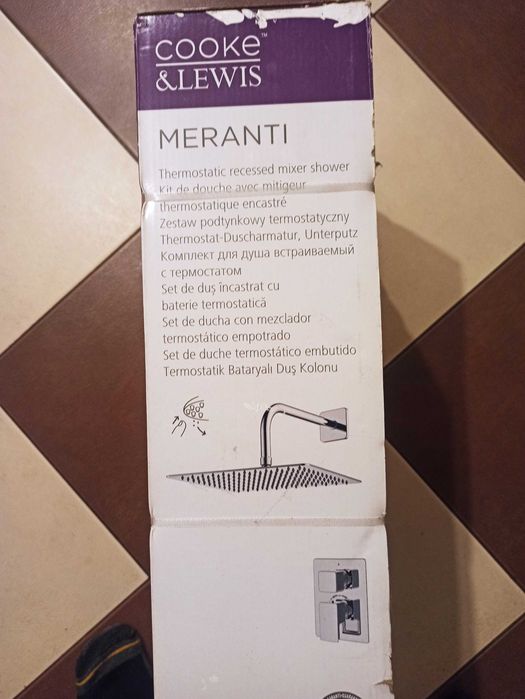 COOKe™
&LEWIS
MERANTI
Thermostatic recessed mixer shower
Kit de douche avec mitigeur
thermostatique encastré
Zestaw podtynkowy termostatyczny
Thermostat-Duscharmatur, Unterputz
Комплект для душа встраиваемый
с термостатом
Set de duş încastrat cu
baterie termostatică
Set de ducha con mezclador
termostático empotrado
Set de duche termostático embutido
Termostatik Bataryalı Duş Kolonu